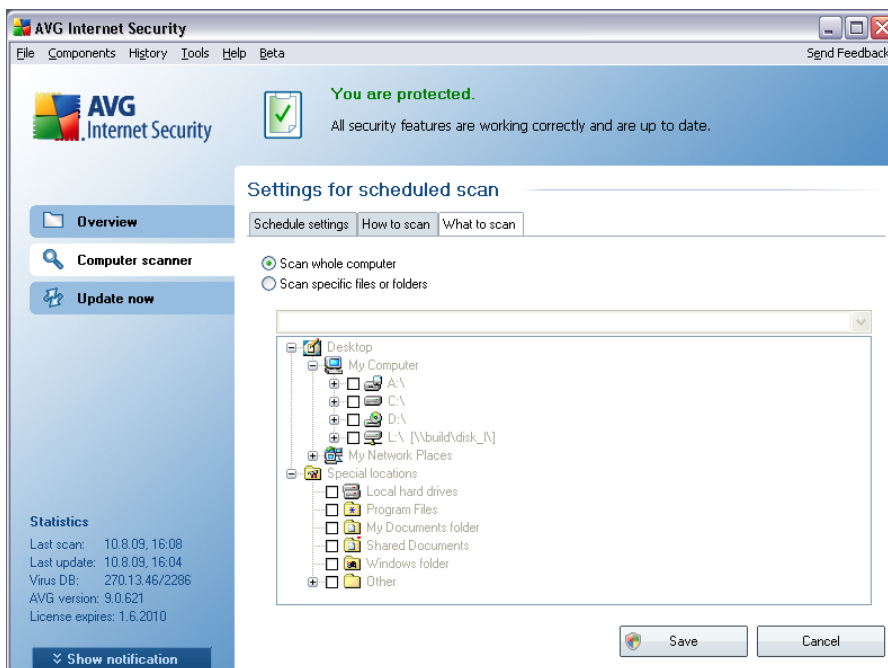 AVG Internet Security
File Components History Tools Help Beta Send Feedback
AVG
Internet Security
You are protected.
All security features are working correctly and are up to date.
Settings for scheduled scan
Schedule settings How to scan What to scan
Overview
Computer scanner
Update now
Scan whole computer
Scan specific files or folders
Desktop
My Computer
A:\
C:\
D:\
L:\ [\\build\disk_l\]
My Network Places
Special locations
Local hard drives
Program Files
My Documents folder
Shared Documents
Windows folder
Other
Statistics
Last scan: 10.8.09, 16:08
Last update: 10.8.09, 16:04
Virus DB: 270.13.46/2286
AVG version: 9.0.621
License expires: 1.6.2010
Show notification
Save Cancel